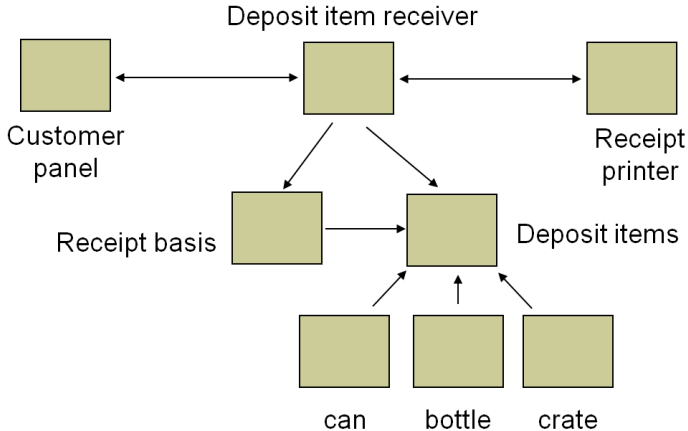 Deposit item receiver
Customer
panel
Receipt
printer
Receipt basis
Deposit items
can
bottle
crate